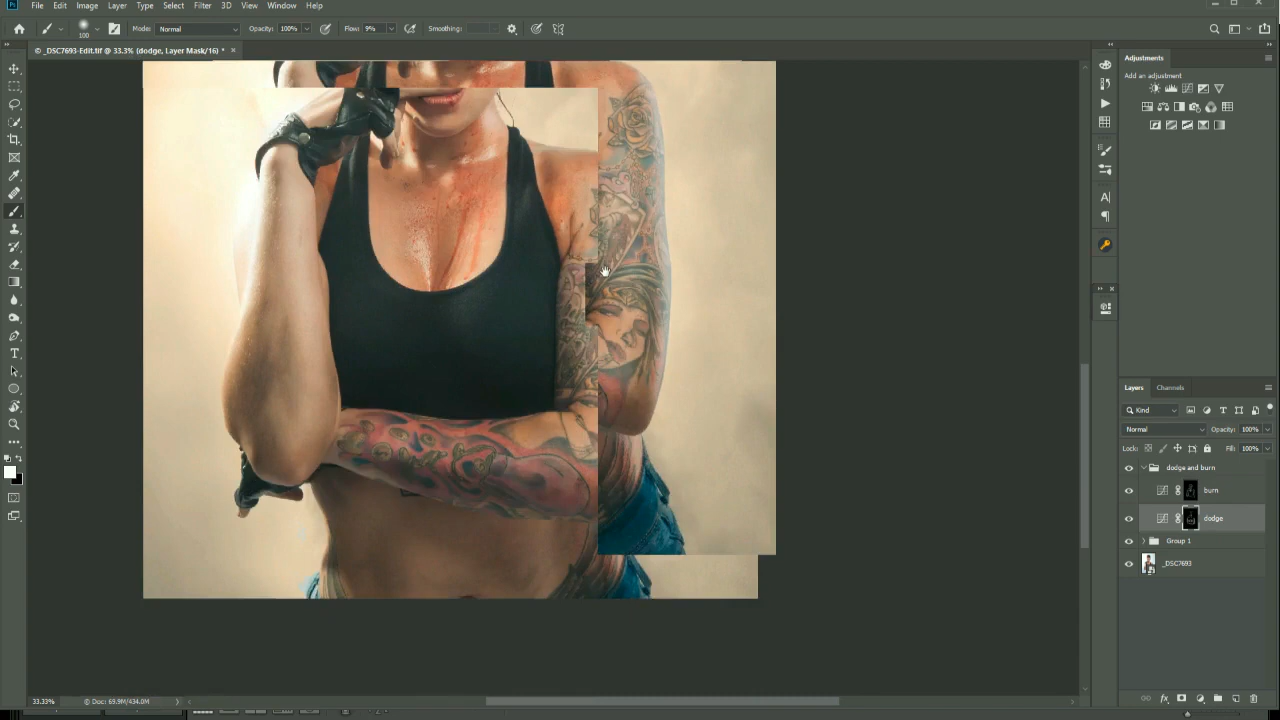 Ps File Edit Image Layer Type Select Filter 3D View Window Help
100 Mode: Normal Opacity: 100% Flow: 9% Smoothing:
© _DSC7693-Edit.tif @ 33.3% (dodge, Layer Mask/16) * ×
Adjustments
Add an adjustment
Layers Channels
Kind
Normal Opacity: 100%
Lock: Fill: 100%
dodge and burn
burn
dodge
Group 1
_DSC7693
33.33% © Doc: 69.9M/434.0M